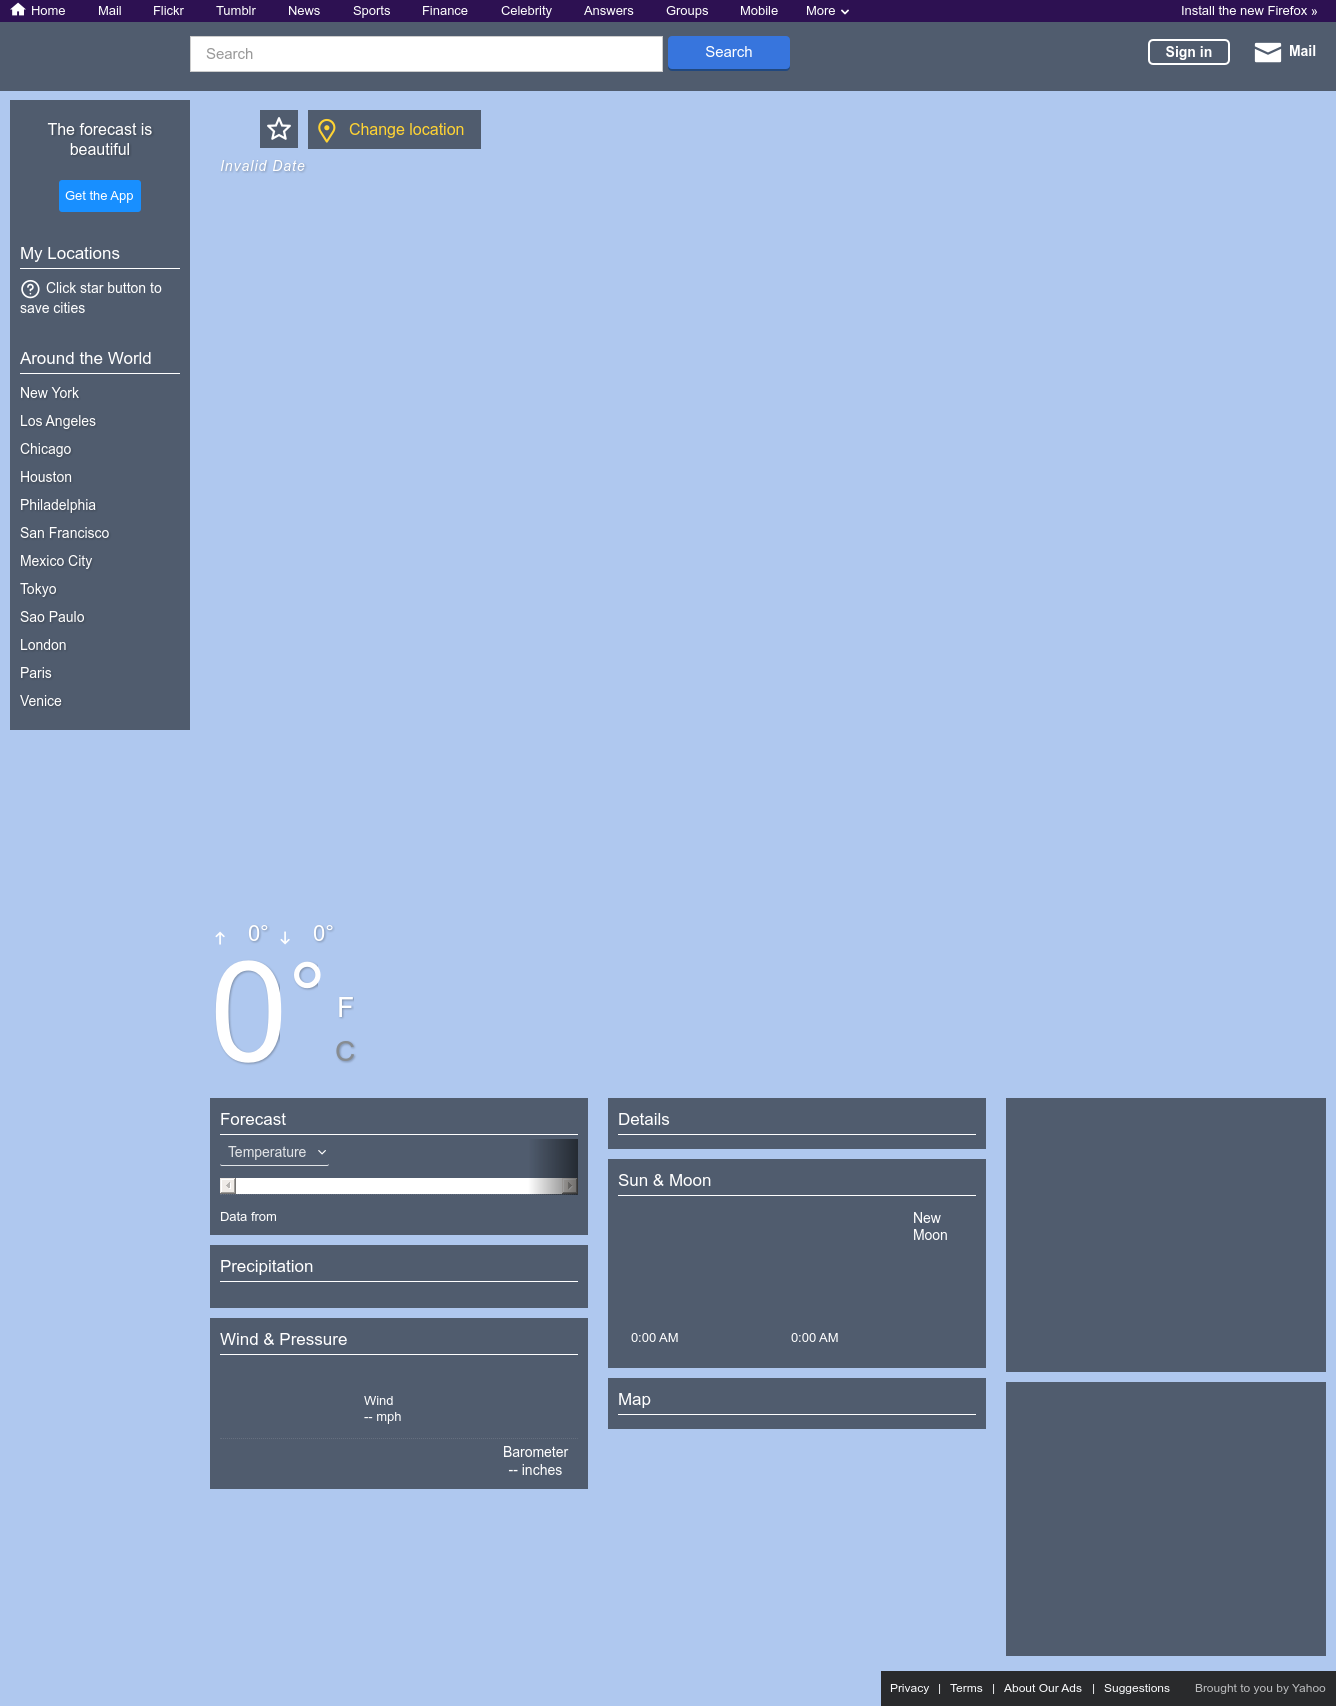 Home Mail Flickr Tumblr News Sports Finance Celebrity Answers Groups Mobile More Install the new Firefox »
Search Search Sign in Mail
The forecast is
beautiful
Get the App
My Locations
Click star button to
save cities
Around the World
New York
Los Angeles
Chicago
Houston
Philadelphia
San Francisco
Mexico City
Tokyo
Sao Paulo
London
Paris
Venice
Change location
Invalid Date
0° 0°
0°
F
C
Forecast
Temperature
Data from
Precipitation
Wind & Pressure
Wind
-- mph
Barometer
-- inches
Details
Sun & Moon
New
Moon
0:00 AM 0:00 AM
Map
Privacy | Terms | About Our Ads | Suggestions Brought to you by Yahoo